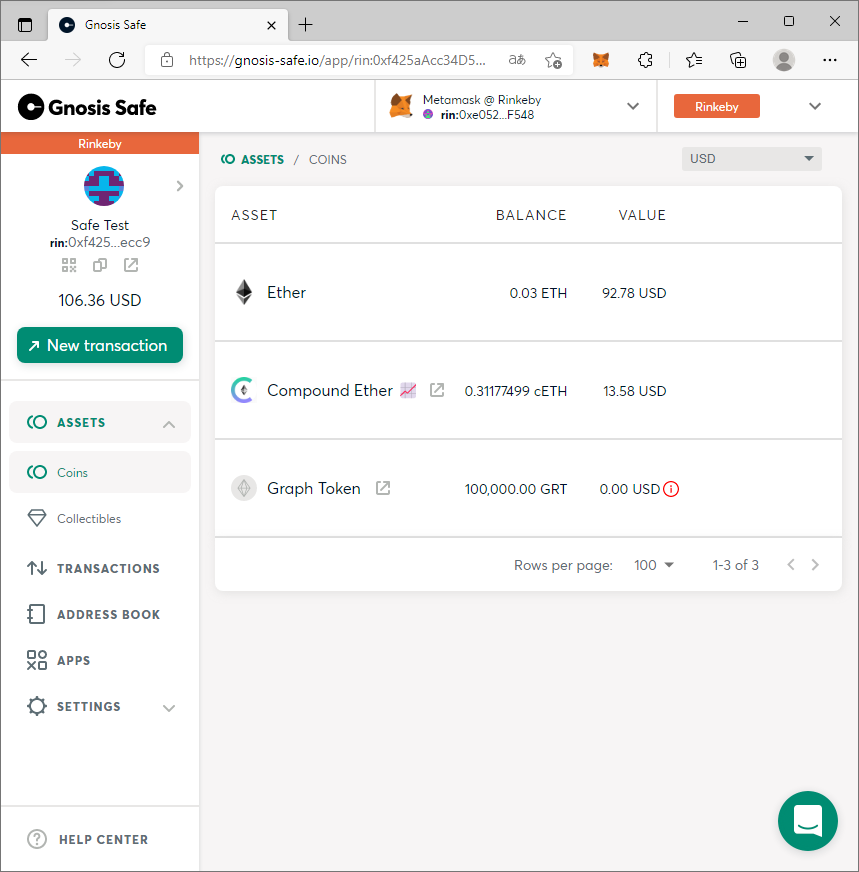 Gnosis Safe
https://gnosis-safe.io/app/rin:0xf425aAcc34D5...
aあ
Gnosis Safe
Metamask @ Rinkeby
rin:0xe052...F548
Rinkeby
Rinkeby
Safe Test
rin:0xf425...ecc9
106.36 USD
New transaction
ASSETS
Coins
Collectibles
TRANSACTIONS
ADDRESS BOOK
APPS
SETTINGS
HELP CENTER
ASSETS / COINS
USD
ASSET BALANCE VALUE
Ether 0.03 ETH 92.78 USD
Compound Ether 0.31177499 cETH 13.58 USD
Graph Token 100,000.00 GRT 0.00 USD
Rows per page: 100 1-3 of 3